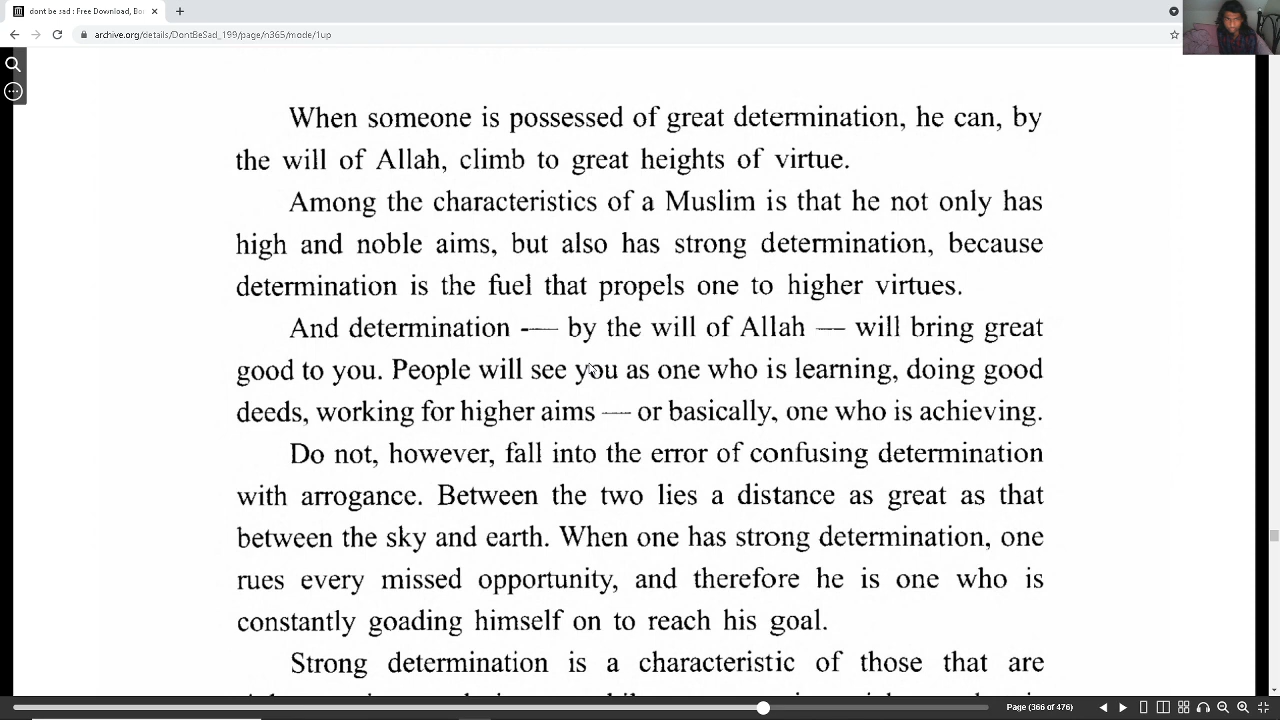 dont be sad : Free Download, Bo
archive.org/details/DontBeSad_199/page/n365/mode/1up
When someone is possessed of great determination, he can, by
the will of Allah, climb to great heights of virtue.
Among the characteristics of a Muslim is that he not only has
high and noble aims, but also has strong determination, because
determination is the fuel that propels one to higher virtues.
And determination — by the will of Allah — will bring great
good to you. People will see you as one who is learning, doing good
deeds, working for higher aims — or basically, one who is achieving.
Do not, however, fall into the error of confusing determination
with arrogance. Between the two lies a distance as great as that
between the sky and earth. When one has strong determination, one
rues every missed opportunity, and therefore he is one who is
constantly goading himself on to reach his goal.
Strong determination is a characteristic of those that are
Page (366 of 476)